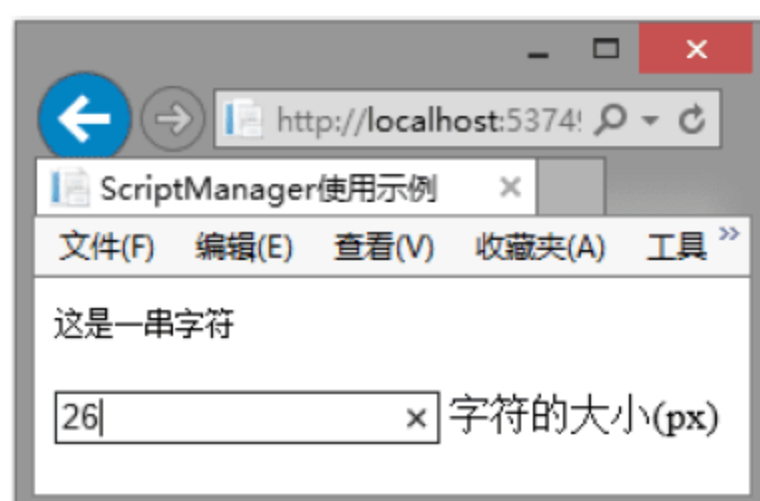 http://localhost:5374
ScriptManager使用示例
文件(F) 编辑(E) 查看(V) 收藏夹(A) 工具 »
这是一串字符
26 字符的大小(px)